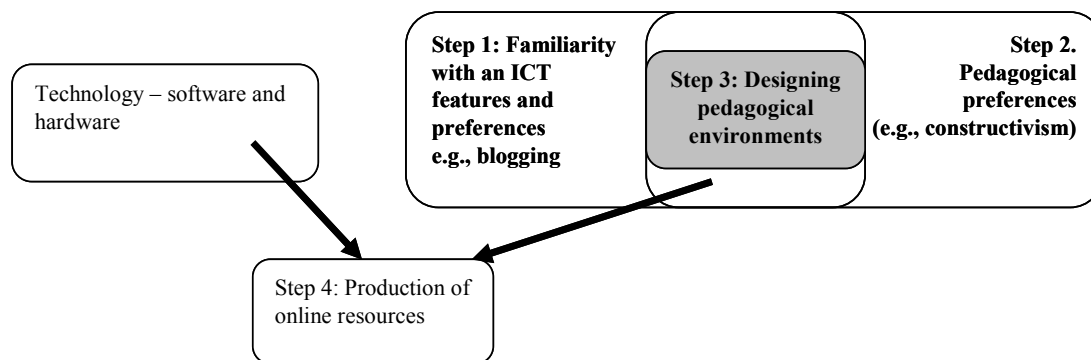 Technology – software and
hardware
Step 1: Familiarity
with an ICT
features and
preferences
e.g., blogging
Step 3: Designing
pedagogical
environments
Step 2.
Pedagogical
preferences
(e.g., constructivism)
Step 4: Production of
online resources